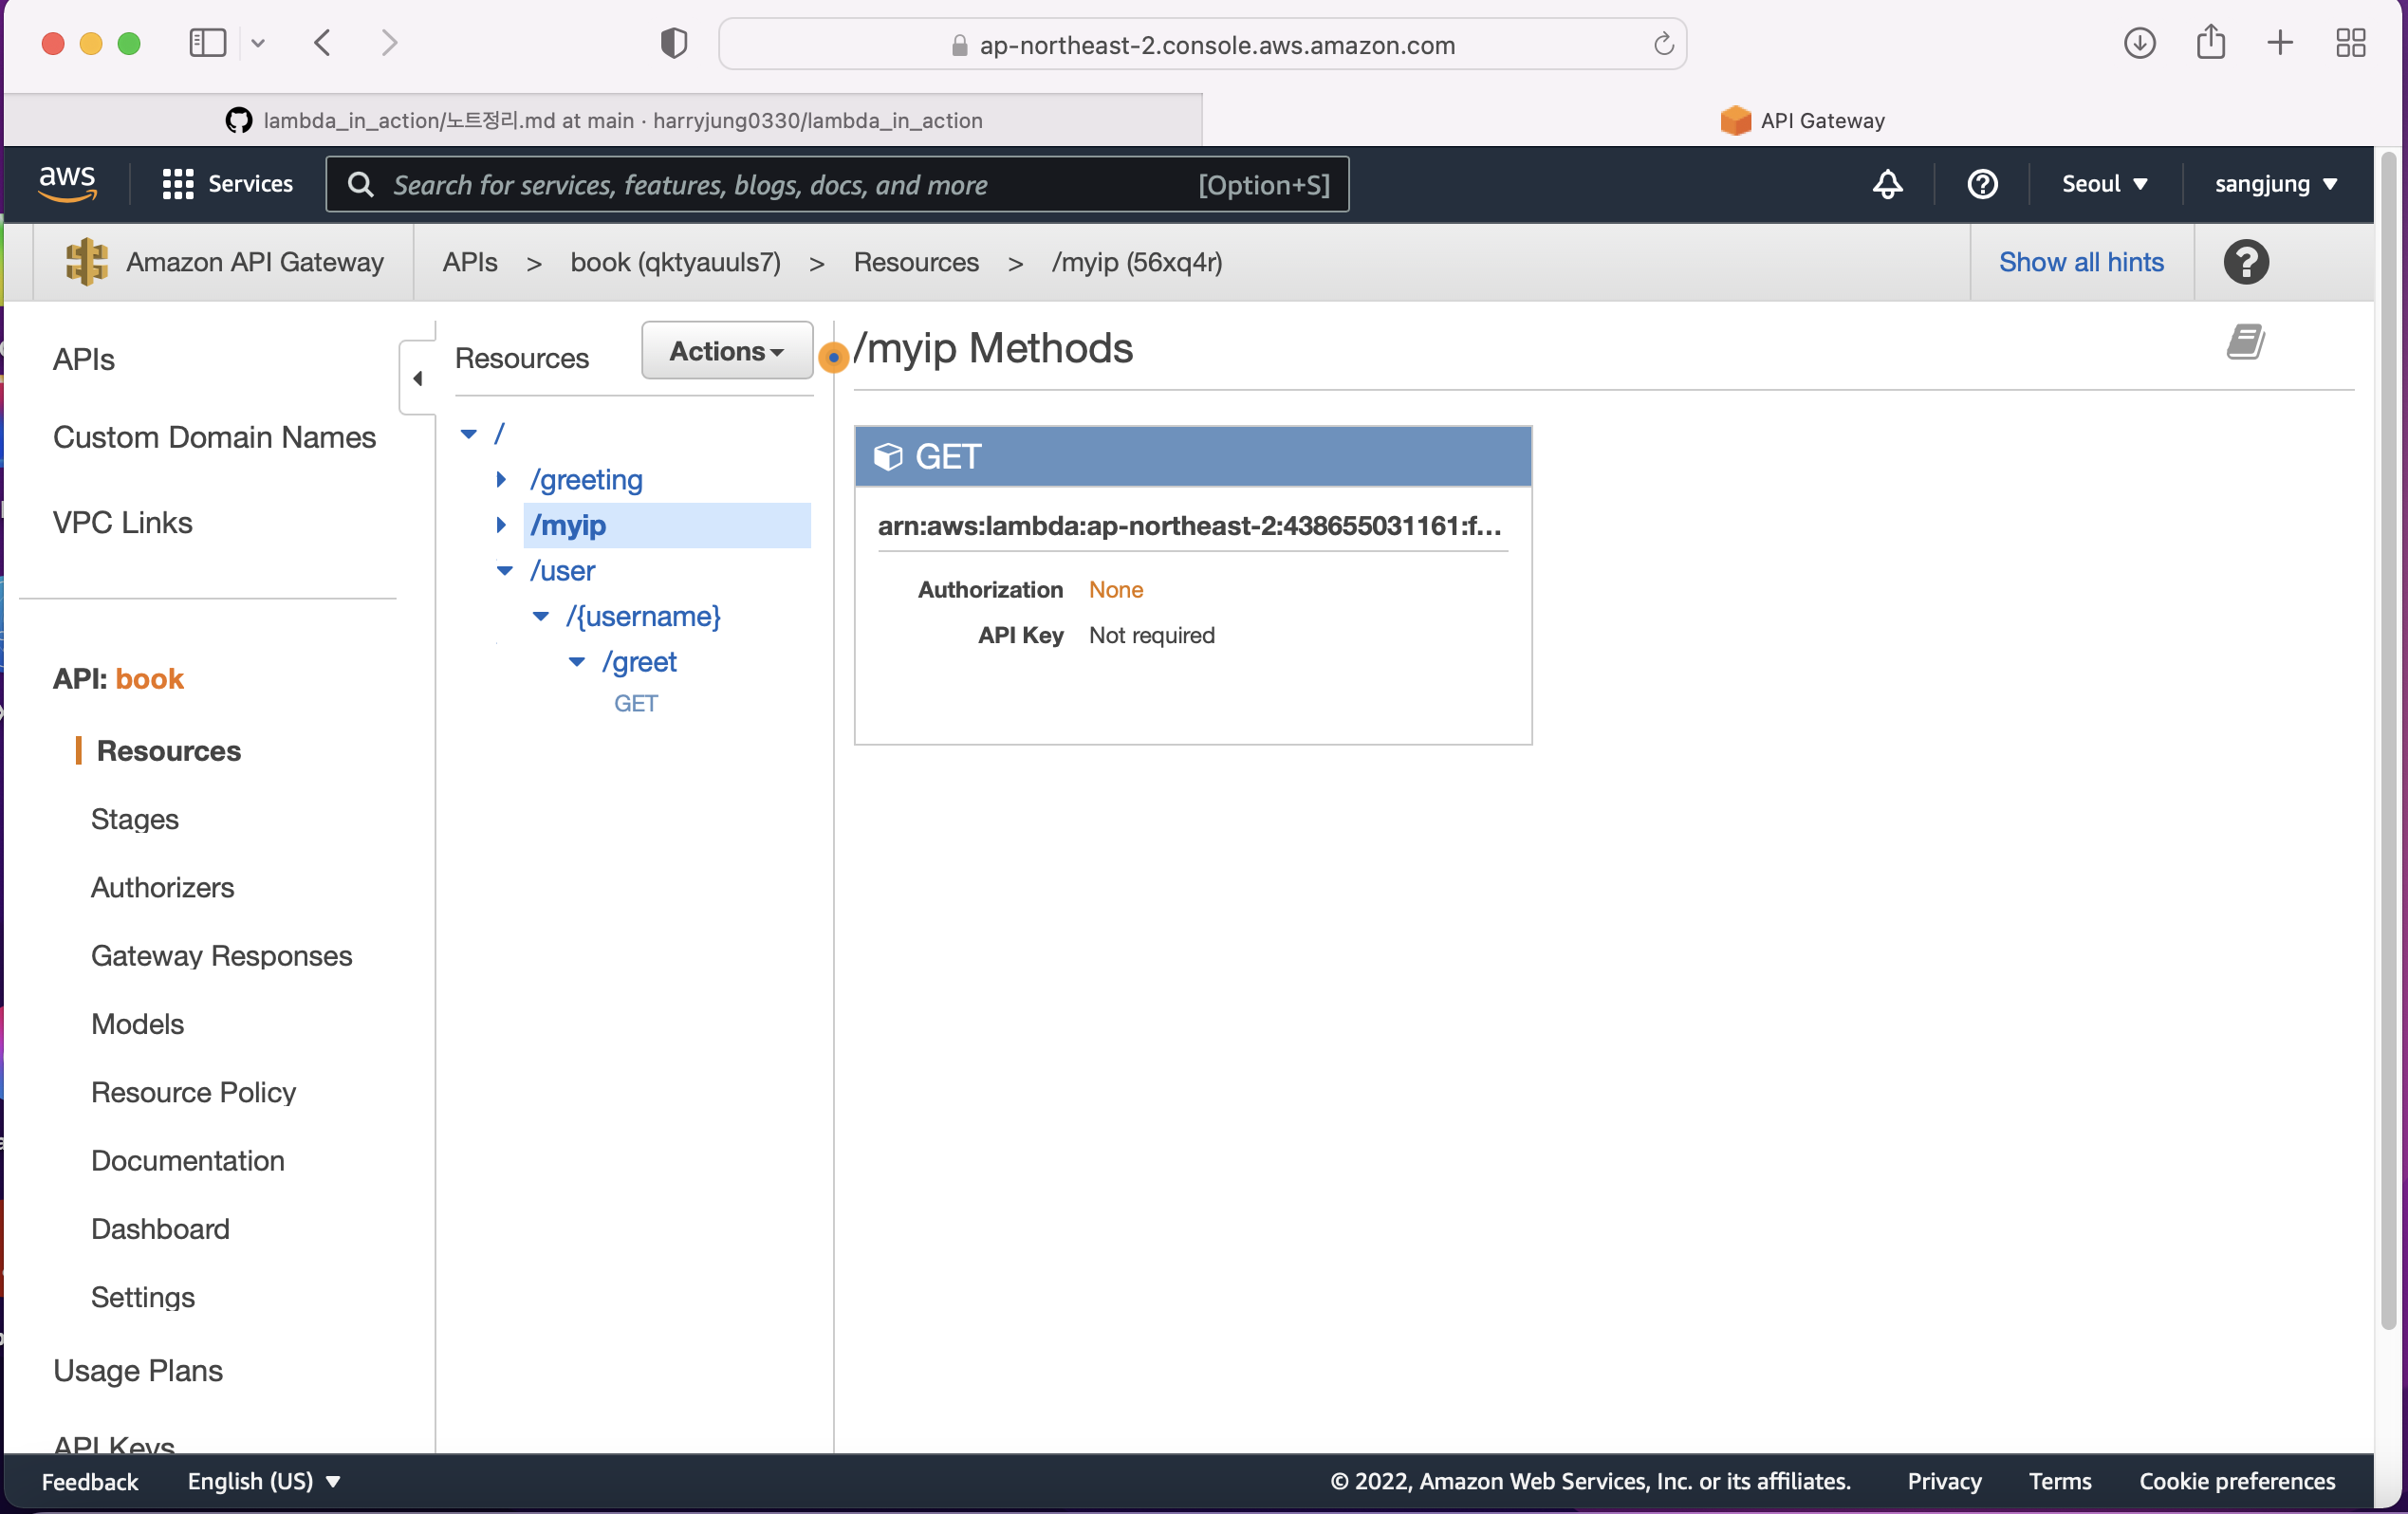 ap-northeast-2.console.aws.amazon.com
lambda_in_action/노트정리.md at main · harryjung0330/lambda_in_action
API Gateway
aws
Services
Search for services, features, blogs, docs, and more
[Option+S]
Seoul
sangjung
Amazon API Gateway
APIs > book (qktyauuls7) > Resources > /myip (56xq4r)
Show all hints
APIs
Custom Domain Names
VPC Links
API: book
Resources
Stages
Authorizers
Gateway Responses
Models
Resource Policy
Documentation
Dashboard
Settings
Usage Plans
API Keys
Resources
Actions
/
/greeting
/myip
/user
/{username}
/greet
GET
/myip Methods
GET
arn:aws:lambda:ap-northeast-2:438655031161:f...
Authorization None
API Key Not required
Feedback
English (US)
© 2022, Amazon Web Services, Inc. or its affiliates.
Privacy
Terms
Cookie preferences